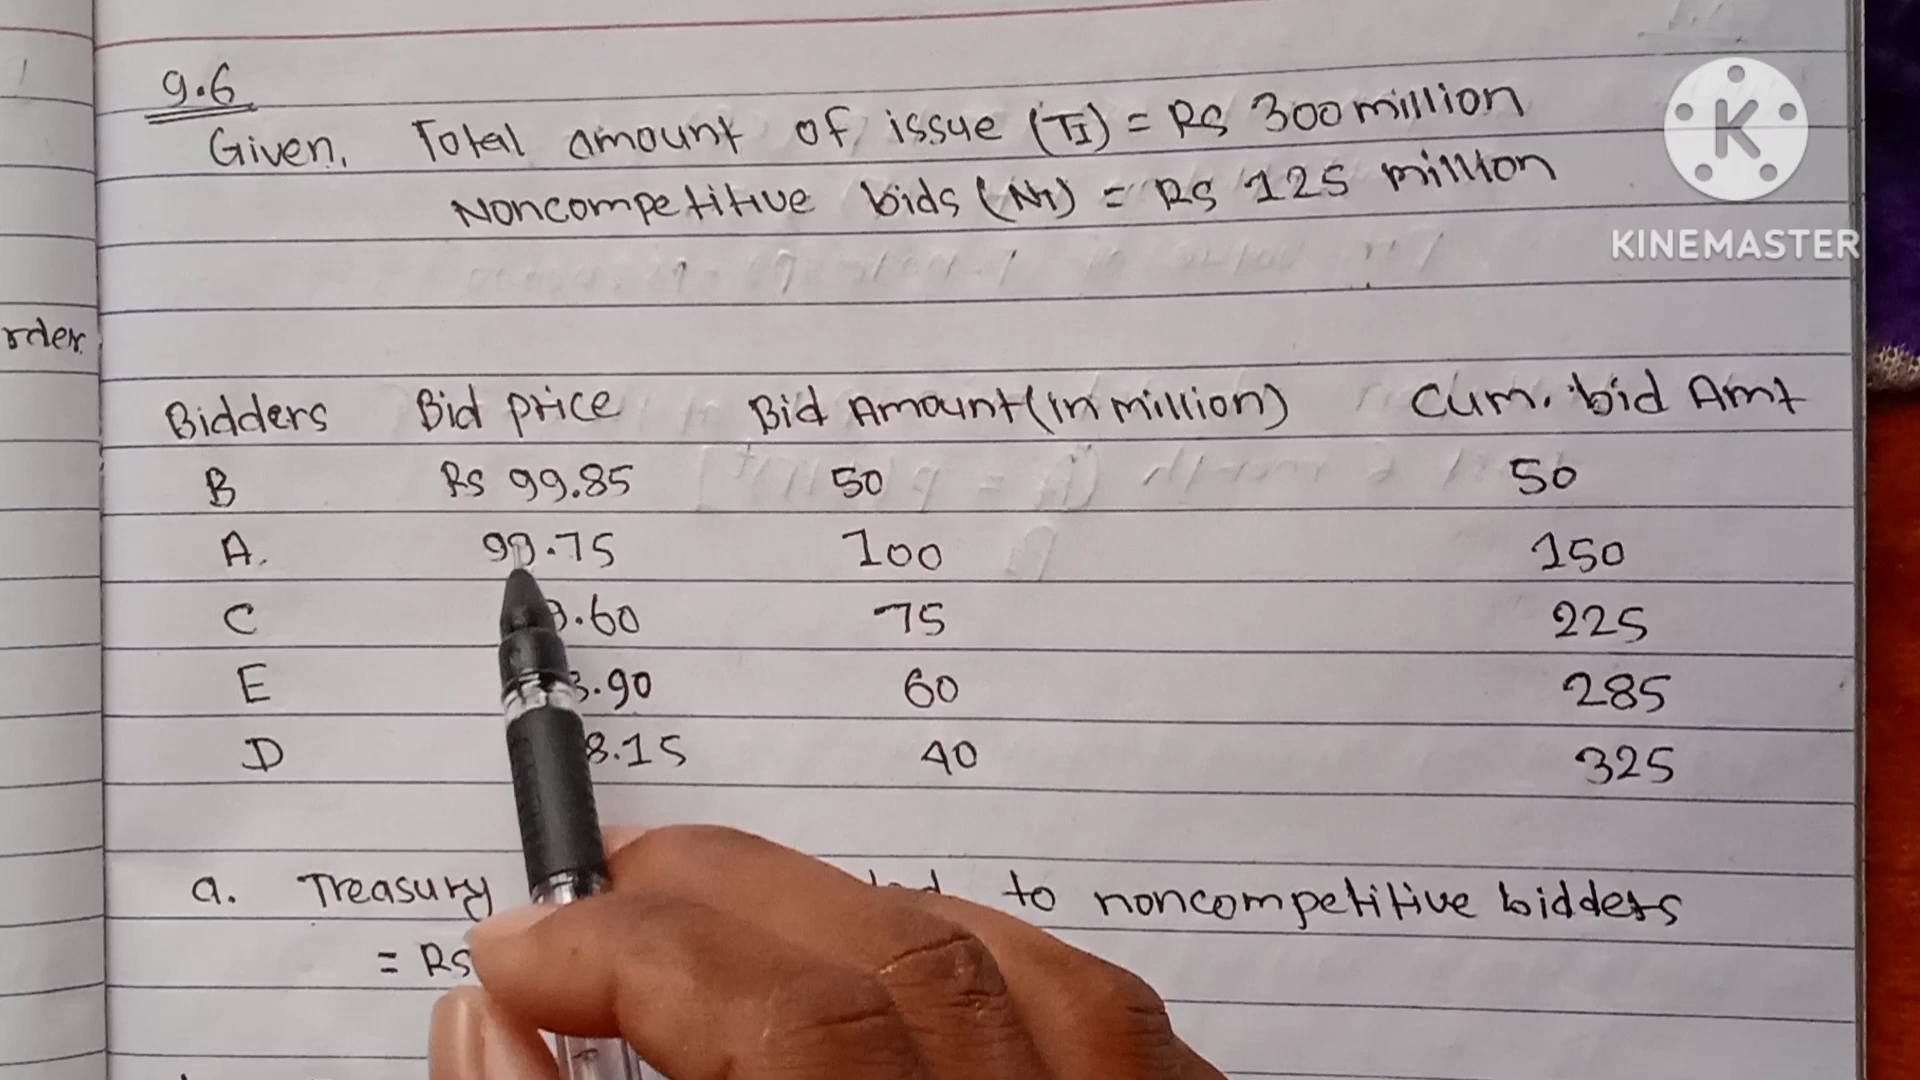 9.6
Given, Total amount of issue (TI) = Rs 300 million
Noncompetitive bids (NI) = Rs 125 million
K
KINEMASTER
rder.
Bidders Bid price Bid Amount (in million) Cum. bid Amt
B Rs 99.85 50 50
A. 99.75 100 150
C .60 75 225
E .90 60 285
D 8.15 40 325
a. Treasury to noncompetitive bidders
= Rs